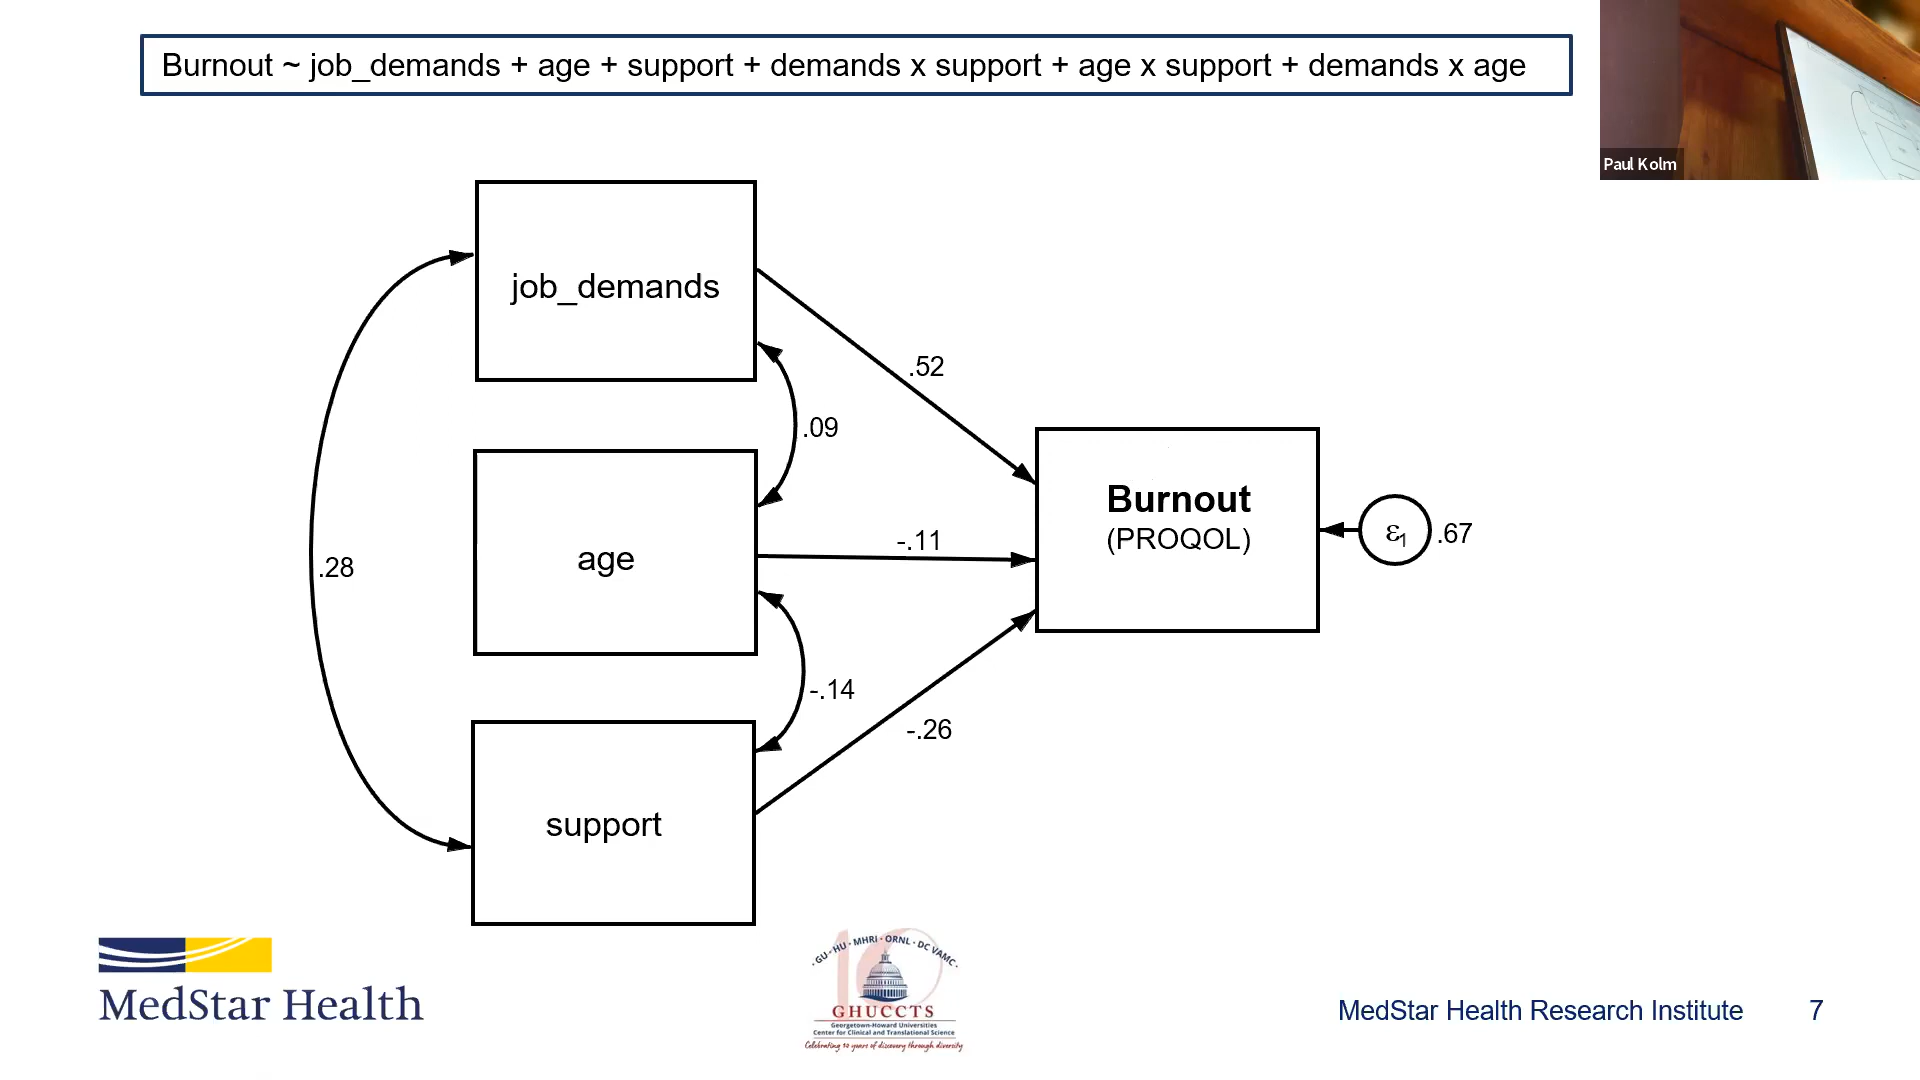 Burnout ~ job_demands + age + support + demands x support + age x support + demands x age
Paul Kolm
job_demands
.52
.09
age
-.11
Burnout
(PROQOL)
ε1
.67
.28
-.14
-.26
support
MedStar Health
· GU · HU · MHRI · ORNL · DC VAMC ·
GHUCCTS
Georgetown-Howard Universities
Center for Clinical and Translational Science
Celebrating 10 years of discovery through diversity
MedStar Health Research Institute
7